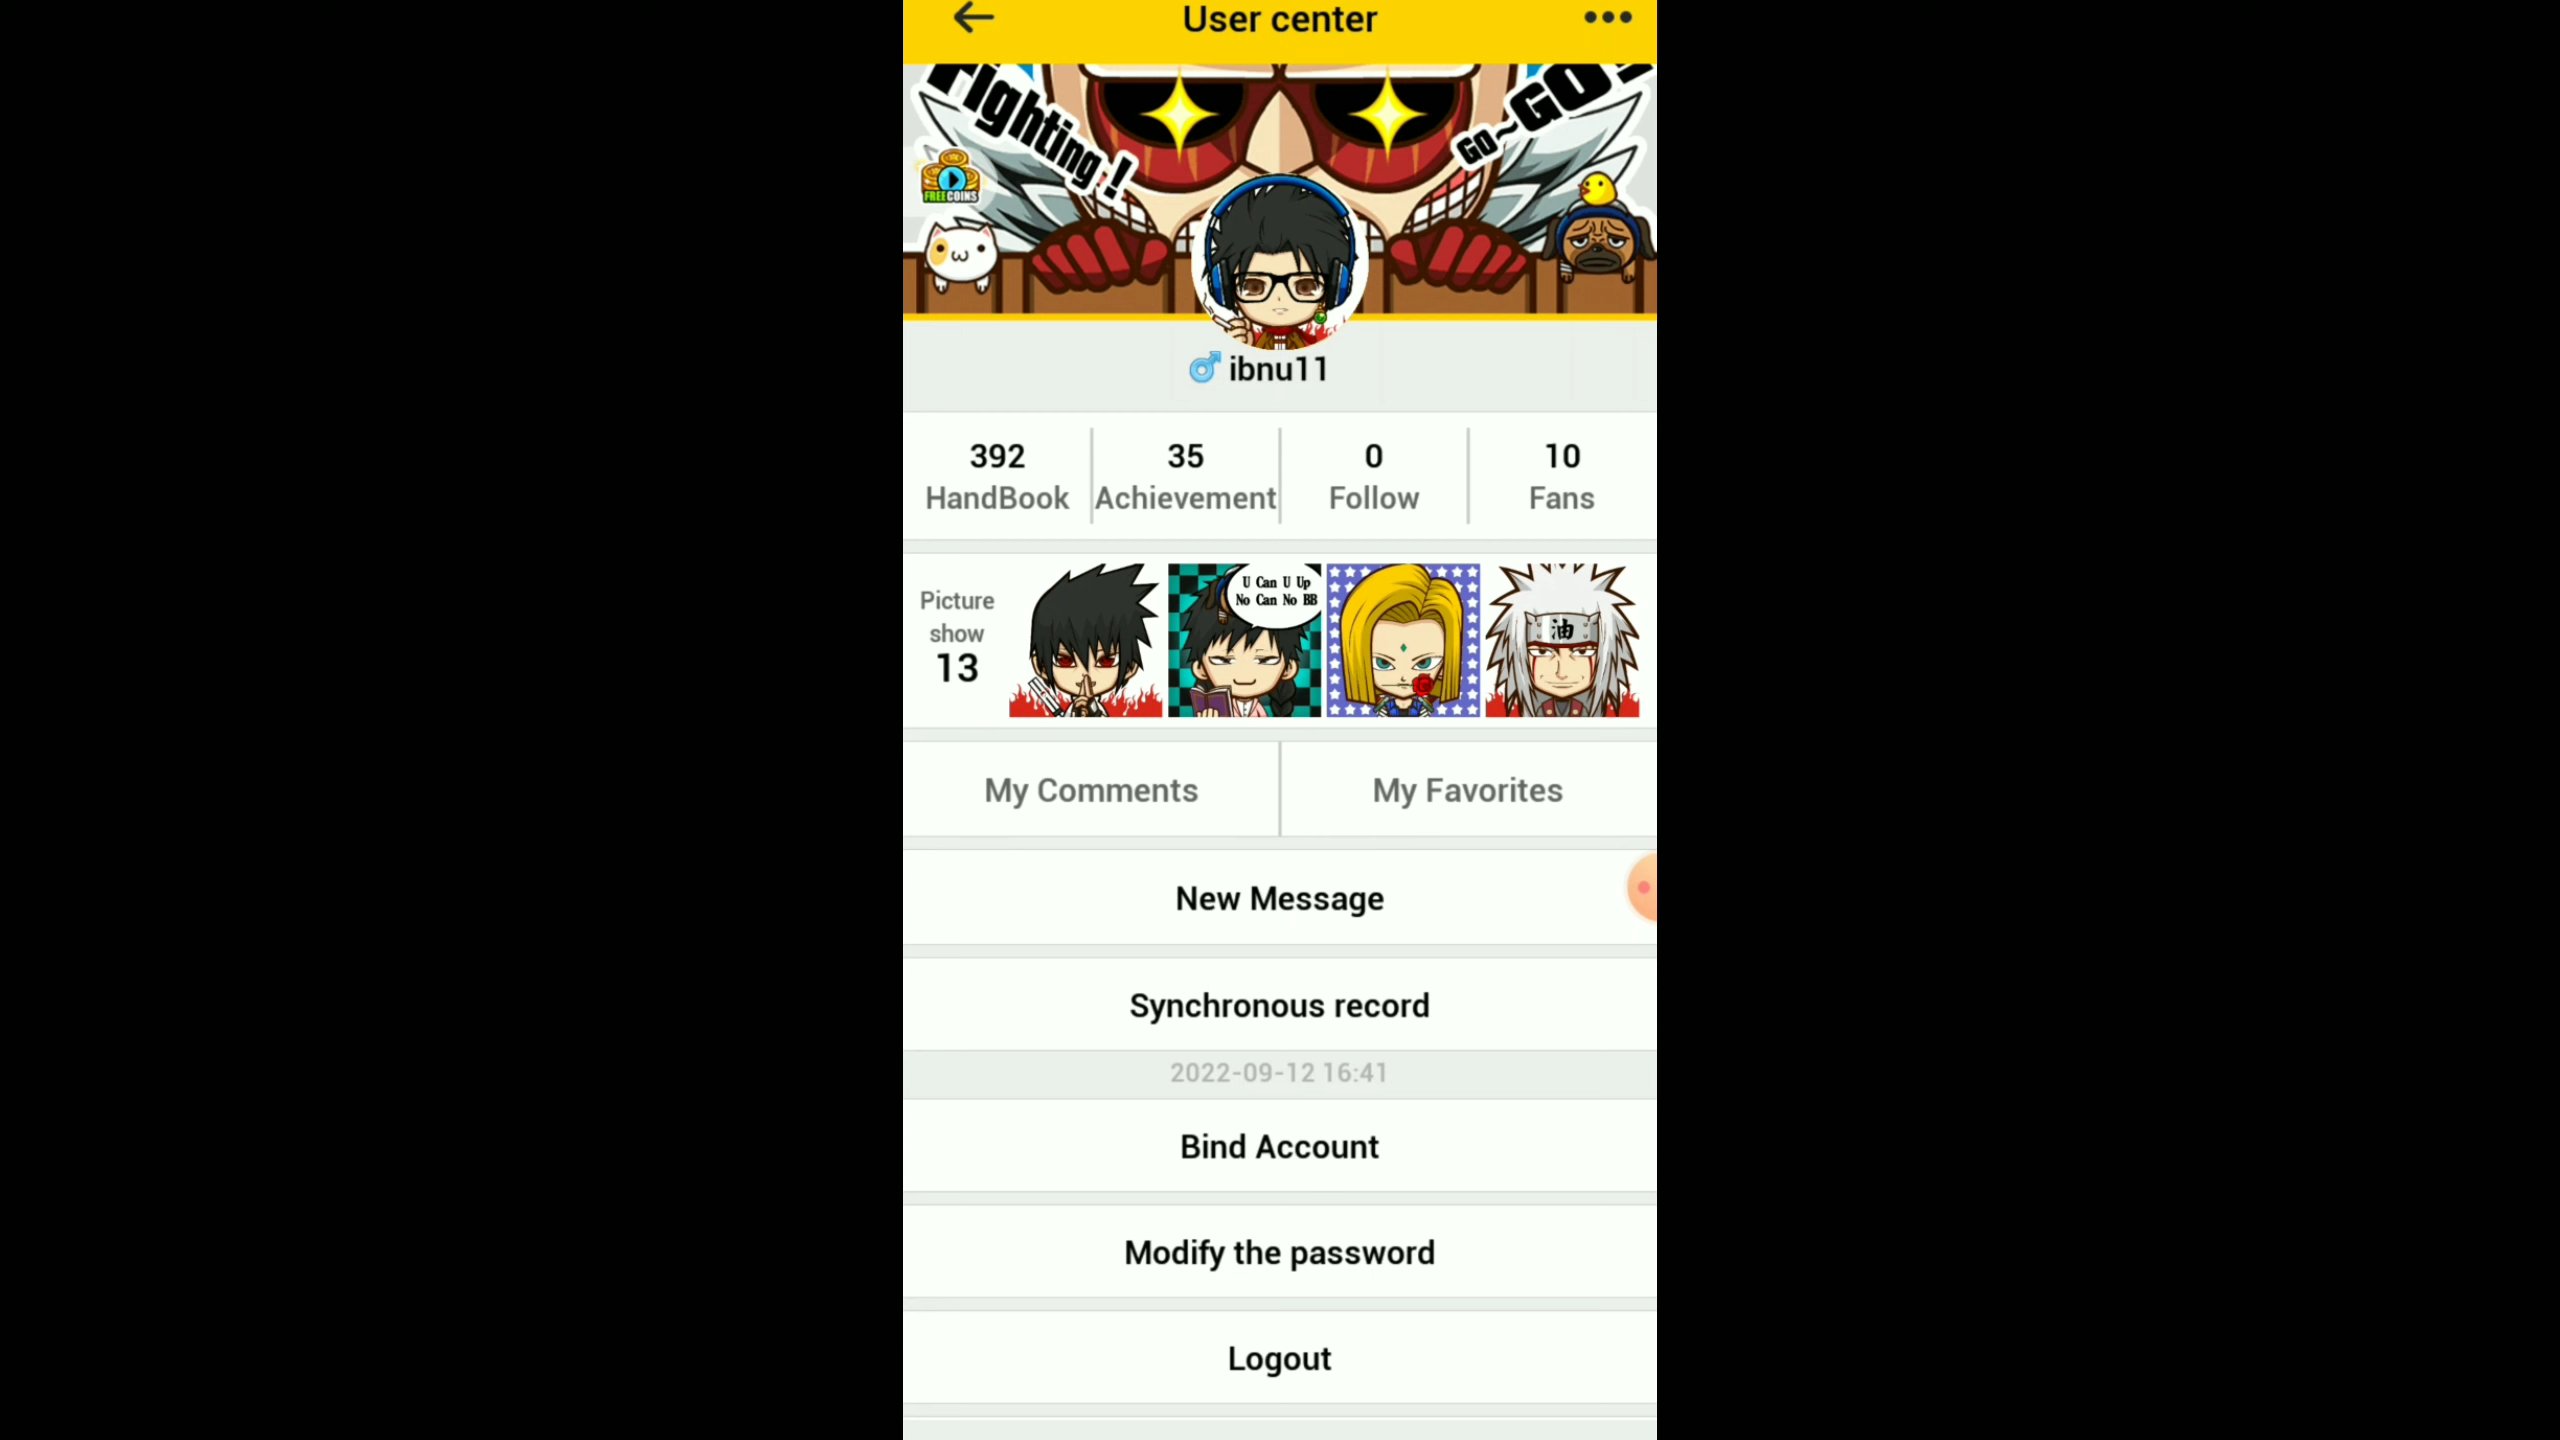 User center
Fighting !
Go~GO!
FREECOINS
ibnu11
392
35
0
10
HandBook
Achievement
Follow
Fans
Picture
show
13
U Can U Up
No Can No BB
油
My Comments
My Favorites
New Message
Synchronous record
2022-09-12 16:41
Bind Account
Modify the password
Logout